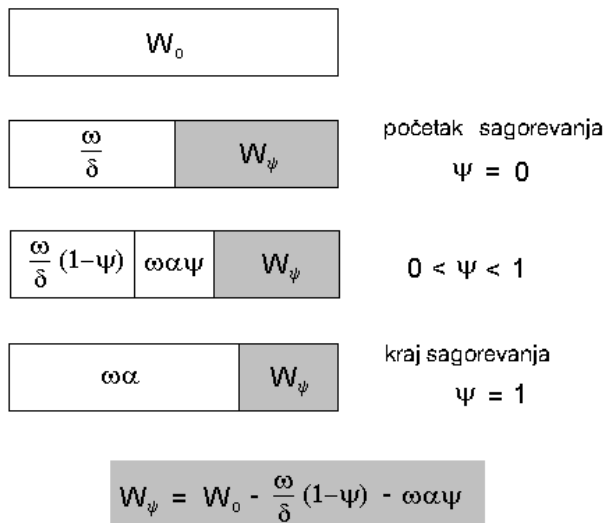 W₀
ω/δ W_ψ početak sagorevanja
ψ = 0
ω/δ (1-ψ) ωαψ W_ψ 0 < ψ < 1
ωα W_ψ kraj sagorevanja
ψ = 1
W_ψ = W₀ - ω/δ (1-ψ) - ωαψ